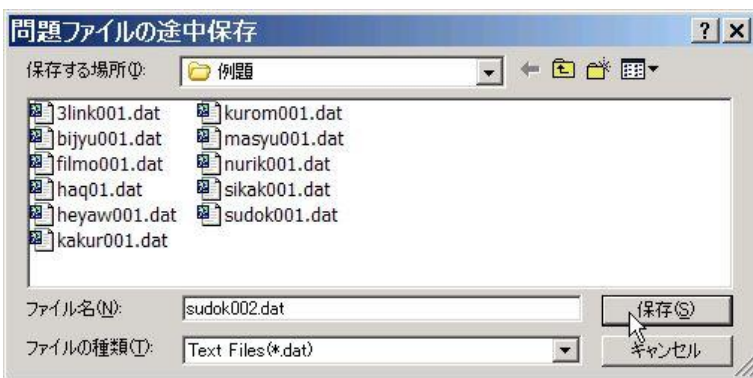 問題ファイルの途中保存
保存する場所(I):
例題
3link001.dat
bijyu001.dat
filmo001.dat
haq01.dat
heyaw001.dat
kakur001.dat
kurom001.dat
masyu001.dat
nurik001.dat
sikak001.dat
sudok001.dat
ファイル名(N):
sudok002.dat
保存(S)
ファイルの種類(T):
Text Files(*.dat)
キャンセル